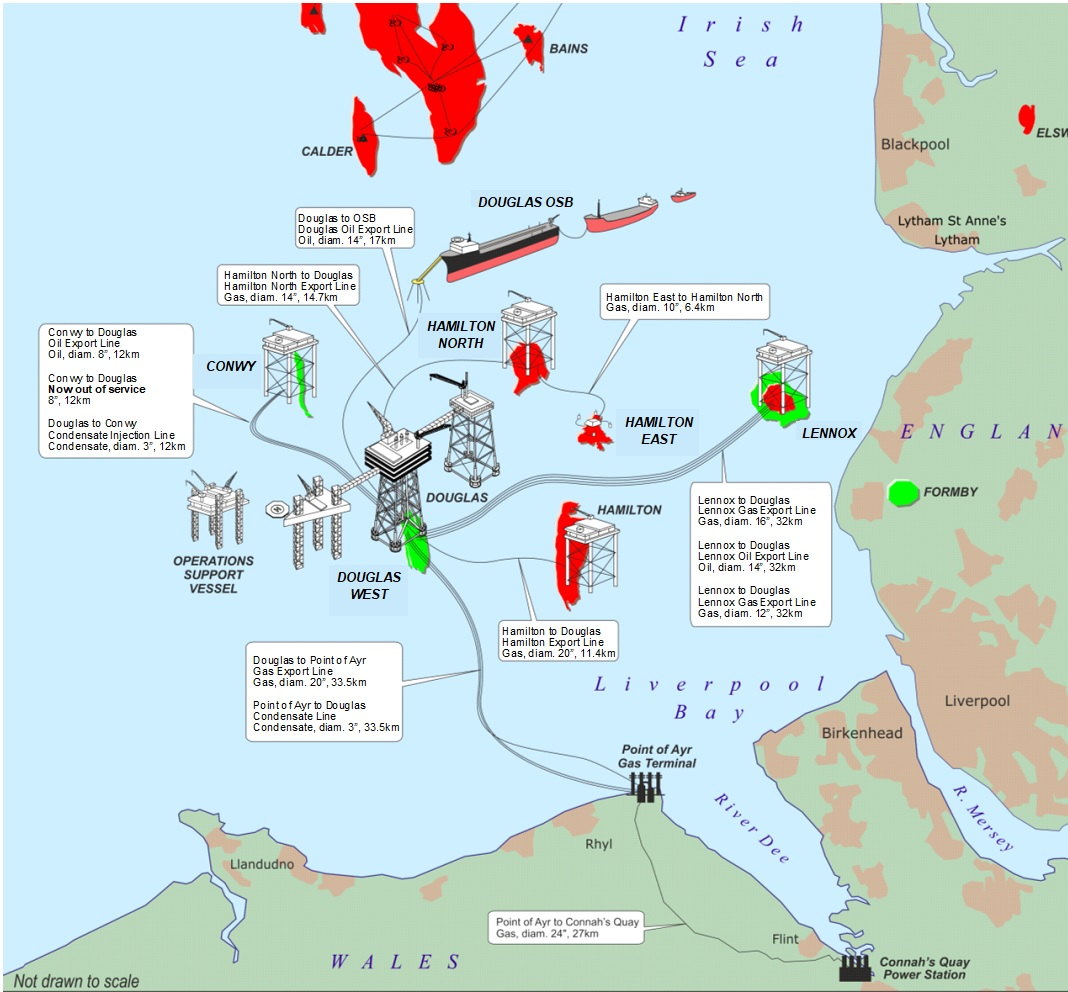 I r i s h
S e a
BAINS
CALDER
ELSW
Blackpool
Lytham St Anne's
Lytham
DOUGLAS OSB
Douglas to OSB
Douglas Oil Export Line
Oil, diam. 14", 17km
Hamilton North to Douglas
Hamilton North Export Line
Gas, diam. 14", 14.7km
Hamilton East to Hamilton North
Gas, diam. 10", 6.4km
Conwy to Douglas
Oil Export Line
Oil, diam. 8", 12km
Conwy to Douglas
Now out of service
8", 12km
Douglas to Conwy
Condensate Injection Line
Condensate, diam. 3", 12km
CONWY
HAMILTON
NORTH
HAMILTON
EAST
LENNOX
E N G L A N
FORMBY
DOUGLAS
HAMILTON
OPERATIONS
SUPPORT
VESSEL
DOUGLAS
WEST
Lennox to Douglas
Lennox Gas Export Line
Gas, diam. 16", 32km
Lennox to Douglas
Lennox Oil Export Line
Oil, diam. 14", 32km
Lennox to Douglas
Lennox Gas Export Line
Gas, diam. 12", 32km
Hamilton to Douglas
Hamilton Export Line
Gas, diam. 20", 11.4km
Douglas to Point of Ayr
Gas Export Line
Gas, diam. 20", 33.5km
Point of Ayr to Douglas
Condensate Line
Condensate, diam. 3", 33.5km
L i v e r p o o l
B a y
Liverpool
Birkenhead
Point of Ayr
Gas Terminal
River Dee
R. Mersey
Rhyl
Llandudno
Point of Ayr to Connah's Quay
Gas, diam. 24", 27km
Flint
W A L E S
Connah's Quay
Power Station
Not drawn to scale